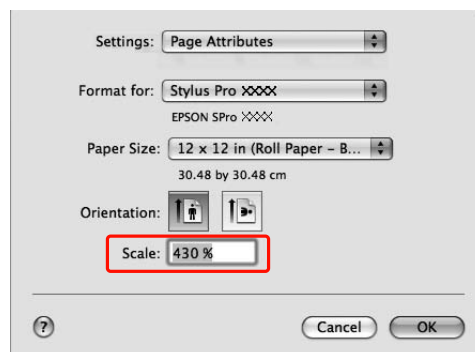 Settings: Page Attributes
Format for: Stylus Pro XXXX
EPSON SPro XXXX
Paper Size: 12 x 12 in (Roll Paper – B...
30.48 by 30.48 cm
Orientation:
Scale: 430 %
? Cancel OK